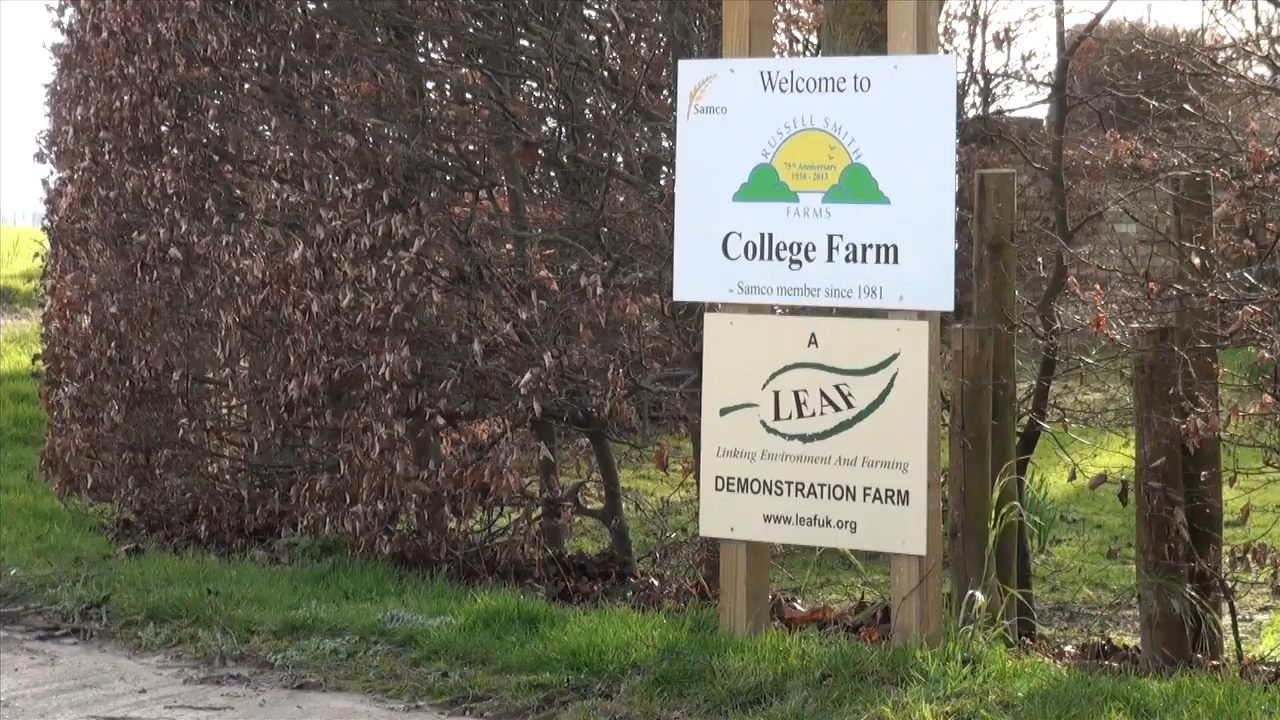 Welcome to
Samco
RUSSELL SMITH
75th Anniversary
1938 - 2013
FARMS
College Farm
Samco member since 1981
A
LEAF
Linking Environment And Farming
DEMONSTRATION FARM
www.leafuk.org